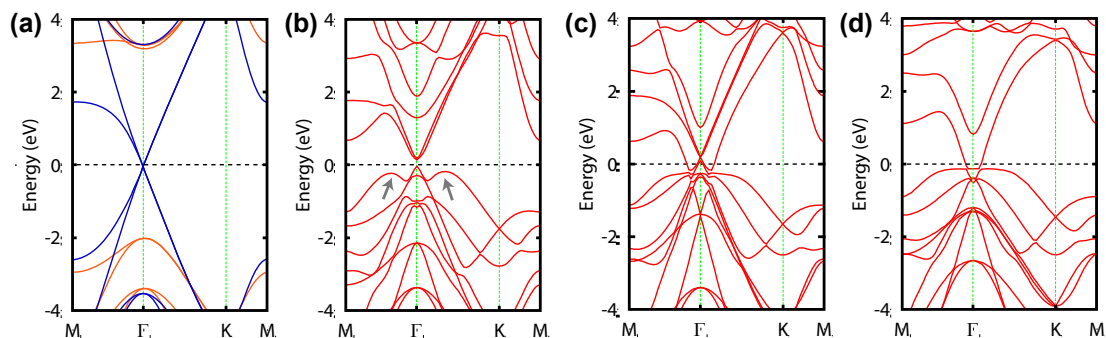 (a) (b) (c) (d)
Energy (eV) Energy (eV) Energy (eV) Energy (eV)
4 4 4 4
2 2 2 2
0 0 0 0
-2 -2 -2 -2
-4 -4 -4 -4
M Γ K M M Γ K M M Γ K M M Γ K M